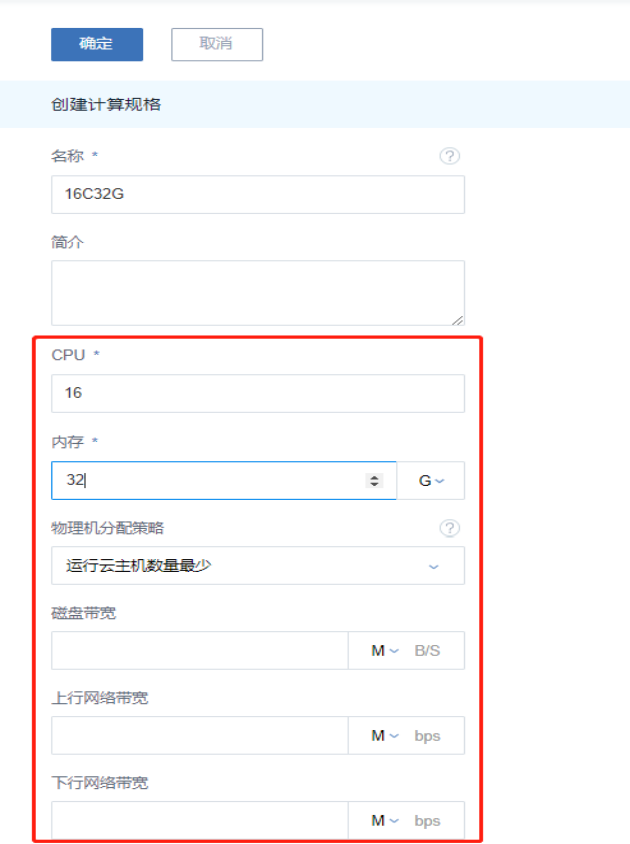 确定 取消
创建计算规格
名称 *
16C32G
简介
CPU *
16
内存 *
32 G
物理机分配策略
运行云主机数量最少
磁盘带宽
M B/S
上行网络带宽
M bps
下行网络带宽
M bps